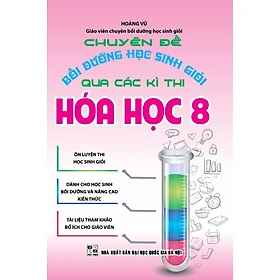 HOÀNG VŨ
Giáo viên chuyên bồi dưỡng học sinh giỏi
CHUYÊN ĐỀ
BỒI DƯỠNG HỌC SINH GIỎI
QUA CÁC KÌ THI
HÓA HỌC 8
ÔN LUYỆN THI
HỌC SINH GIỎI
DÀNH CHO HỌC SINH
BỒI DƯỠNG VÀ NÂNG CAO
KIẾN THỨC
TÀI LIỆU THAM KHẢO
BỔ ÍCH CHO GIÁO VIÊN
NHÀ XUẤT BẢN ĐẠI HỌC QUỐC GIA HÀ NỘI